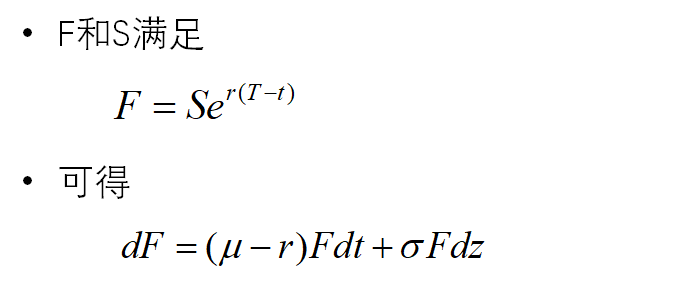 • F和S满足
F = Se^{r(T−t)}
• 可得
dF = (μ − r)Fdt + σFdz